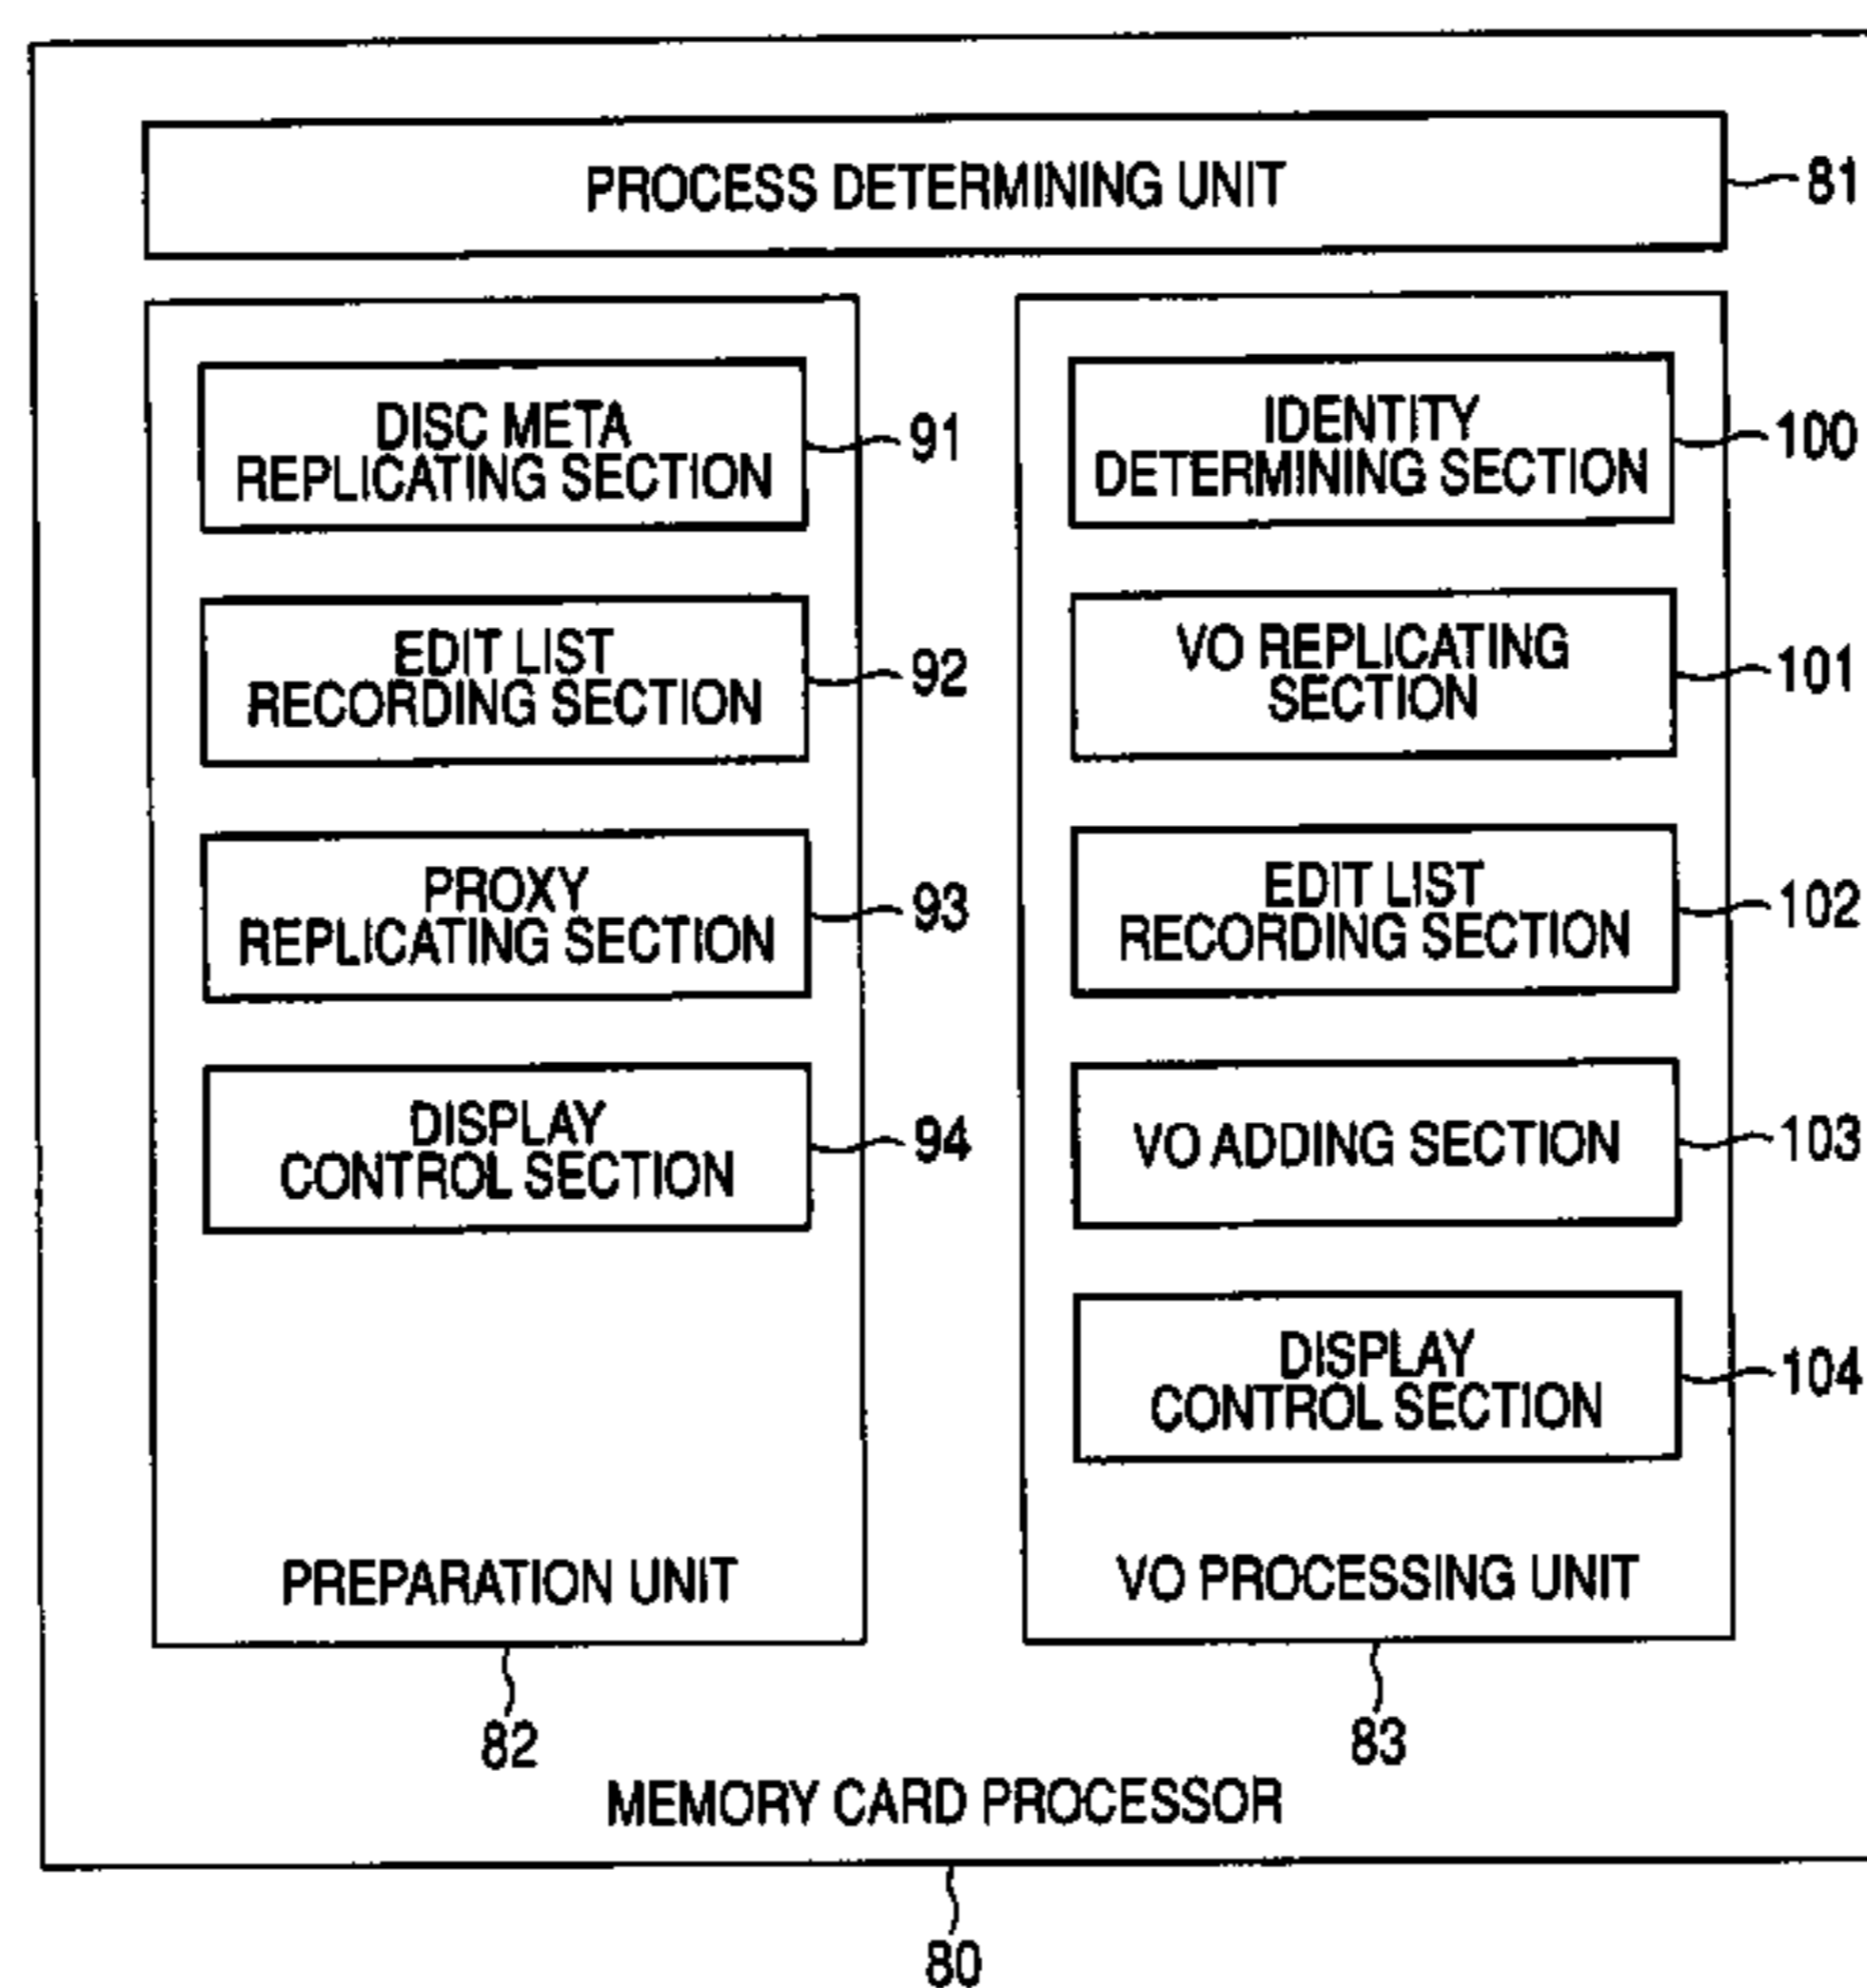 PROCESS DETERMINING UNIT
81
DISC META
REPLICATING SECTION
91
EDIT LIST
RECORDING SECTION
92
PROXY
REPLICATING SECTION
93
DISPLAY
CONTROL SECTION
94
PREPARATION UNIT
82
IDENTITY
DETERMINING SECTION
100
VO REPLICATING
SECTION
101
EDIT LIST
RECORDING SECTION
102
VO ADDING SECTION
103
DISPLAY
CONTROL SECTION
104
VO PROCESSING UNIT
83
MEMORY CARD PROCESSOR
80